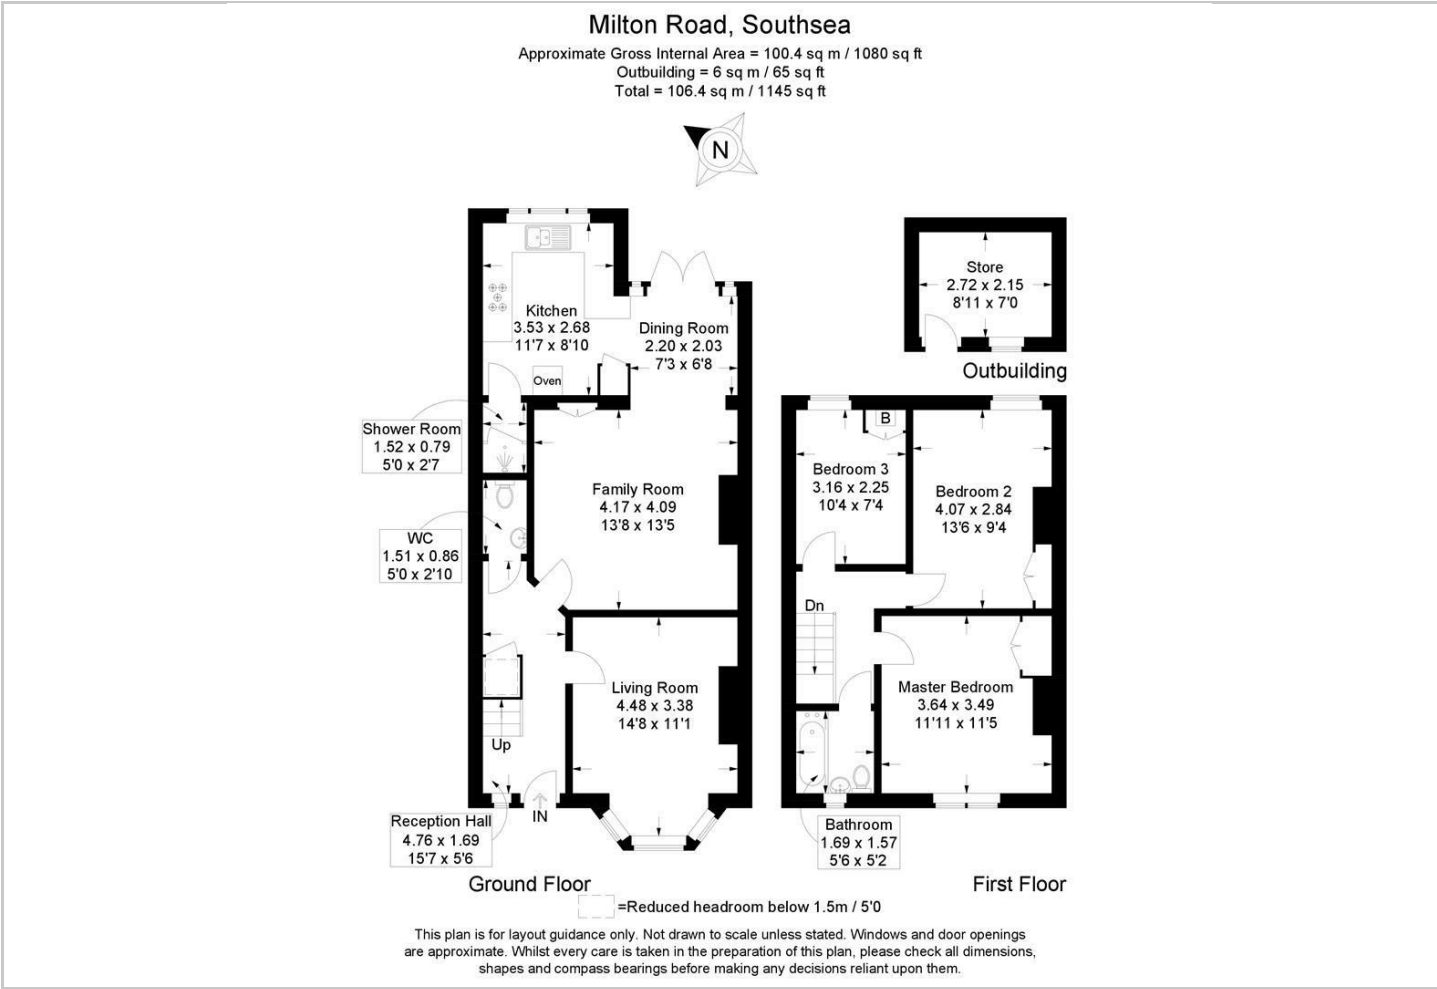 Milton Road, Southsea
Approximate Gross Internal Area = 100.4 sq m / 1080 sq ft
Outbuilding = 6 sq m / 65 sq ft
Total = 106.4 sq m / 1145 sq ft
N
Kitchen
3.53 x 2.68
11'7 x 8'10
Dining Room
2.20 x 2.03
7'3 x 6'8
Oven
Store
2.72 x 2.15
8'11 x 7'0
Outbuilding
Shower Room
1.52 x 0.79
5'0 x 2'7
WC
1.51 x 0.86
5'0 x 2'10
Family Room
4.17 x 4.09
13'8 x 13'5
Living Room
4.48 x 3.38
14'8 x 11'1
Up
IN
Reception Hall
4.76 x 1.69
15'7 x 5'6
Ground Floor
B
Bedroom 3
3.16 x 2.25
10'4 x 7'4
Bedroom 2
4.07 x 2.84
13'6 x 9'4
Dn
Master Bedroom
3.64 x 3.49
11'11 x 11'5
Bathroom
1.69 x 1.57
5'6 x 5'2
First Floor
=Reduced headroom below 1.5m / 5'0
This plan is for layout guidance only. Not drawn to scale unless stated. Windows and door openings
are approximate. Whilst every care is taken in the preparation of this plan, please check all dimensions,
shapes and compass bearings before making any decisions reliant upon them.